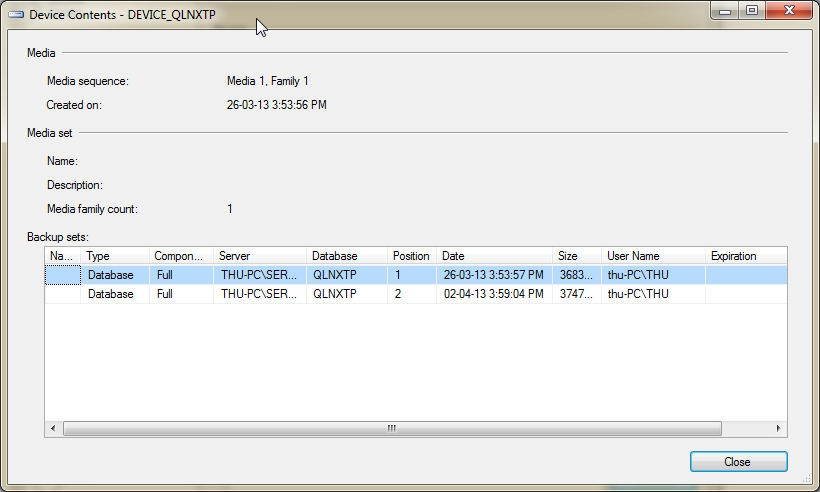 Device Contents - DEVICE_QLNXTP
Media
Media sequence: Media 1, Family 1
Created on: 26-03-13 3:53:56 PM
Media set
Name:
Description:
Media family count: 1
Backup sets:
Na... Type Compon... Server Database Position Date Size User Name Expiration
Database Full THU-PC\SER... QLNXTP 1 26-03-13 3:53:57 PM 3683... thu-PC\THU
Database Full THU-PC\SER... QLNXTP 2 02-04-13 3:59:04 PM 3747... thu-PC\THU
Close